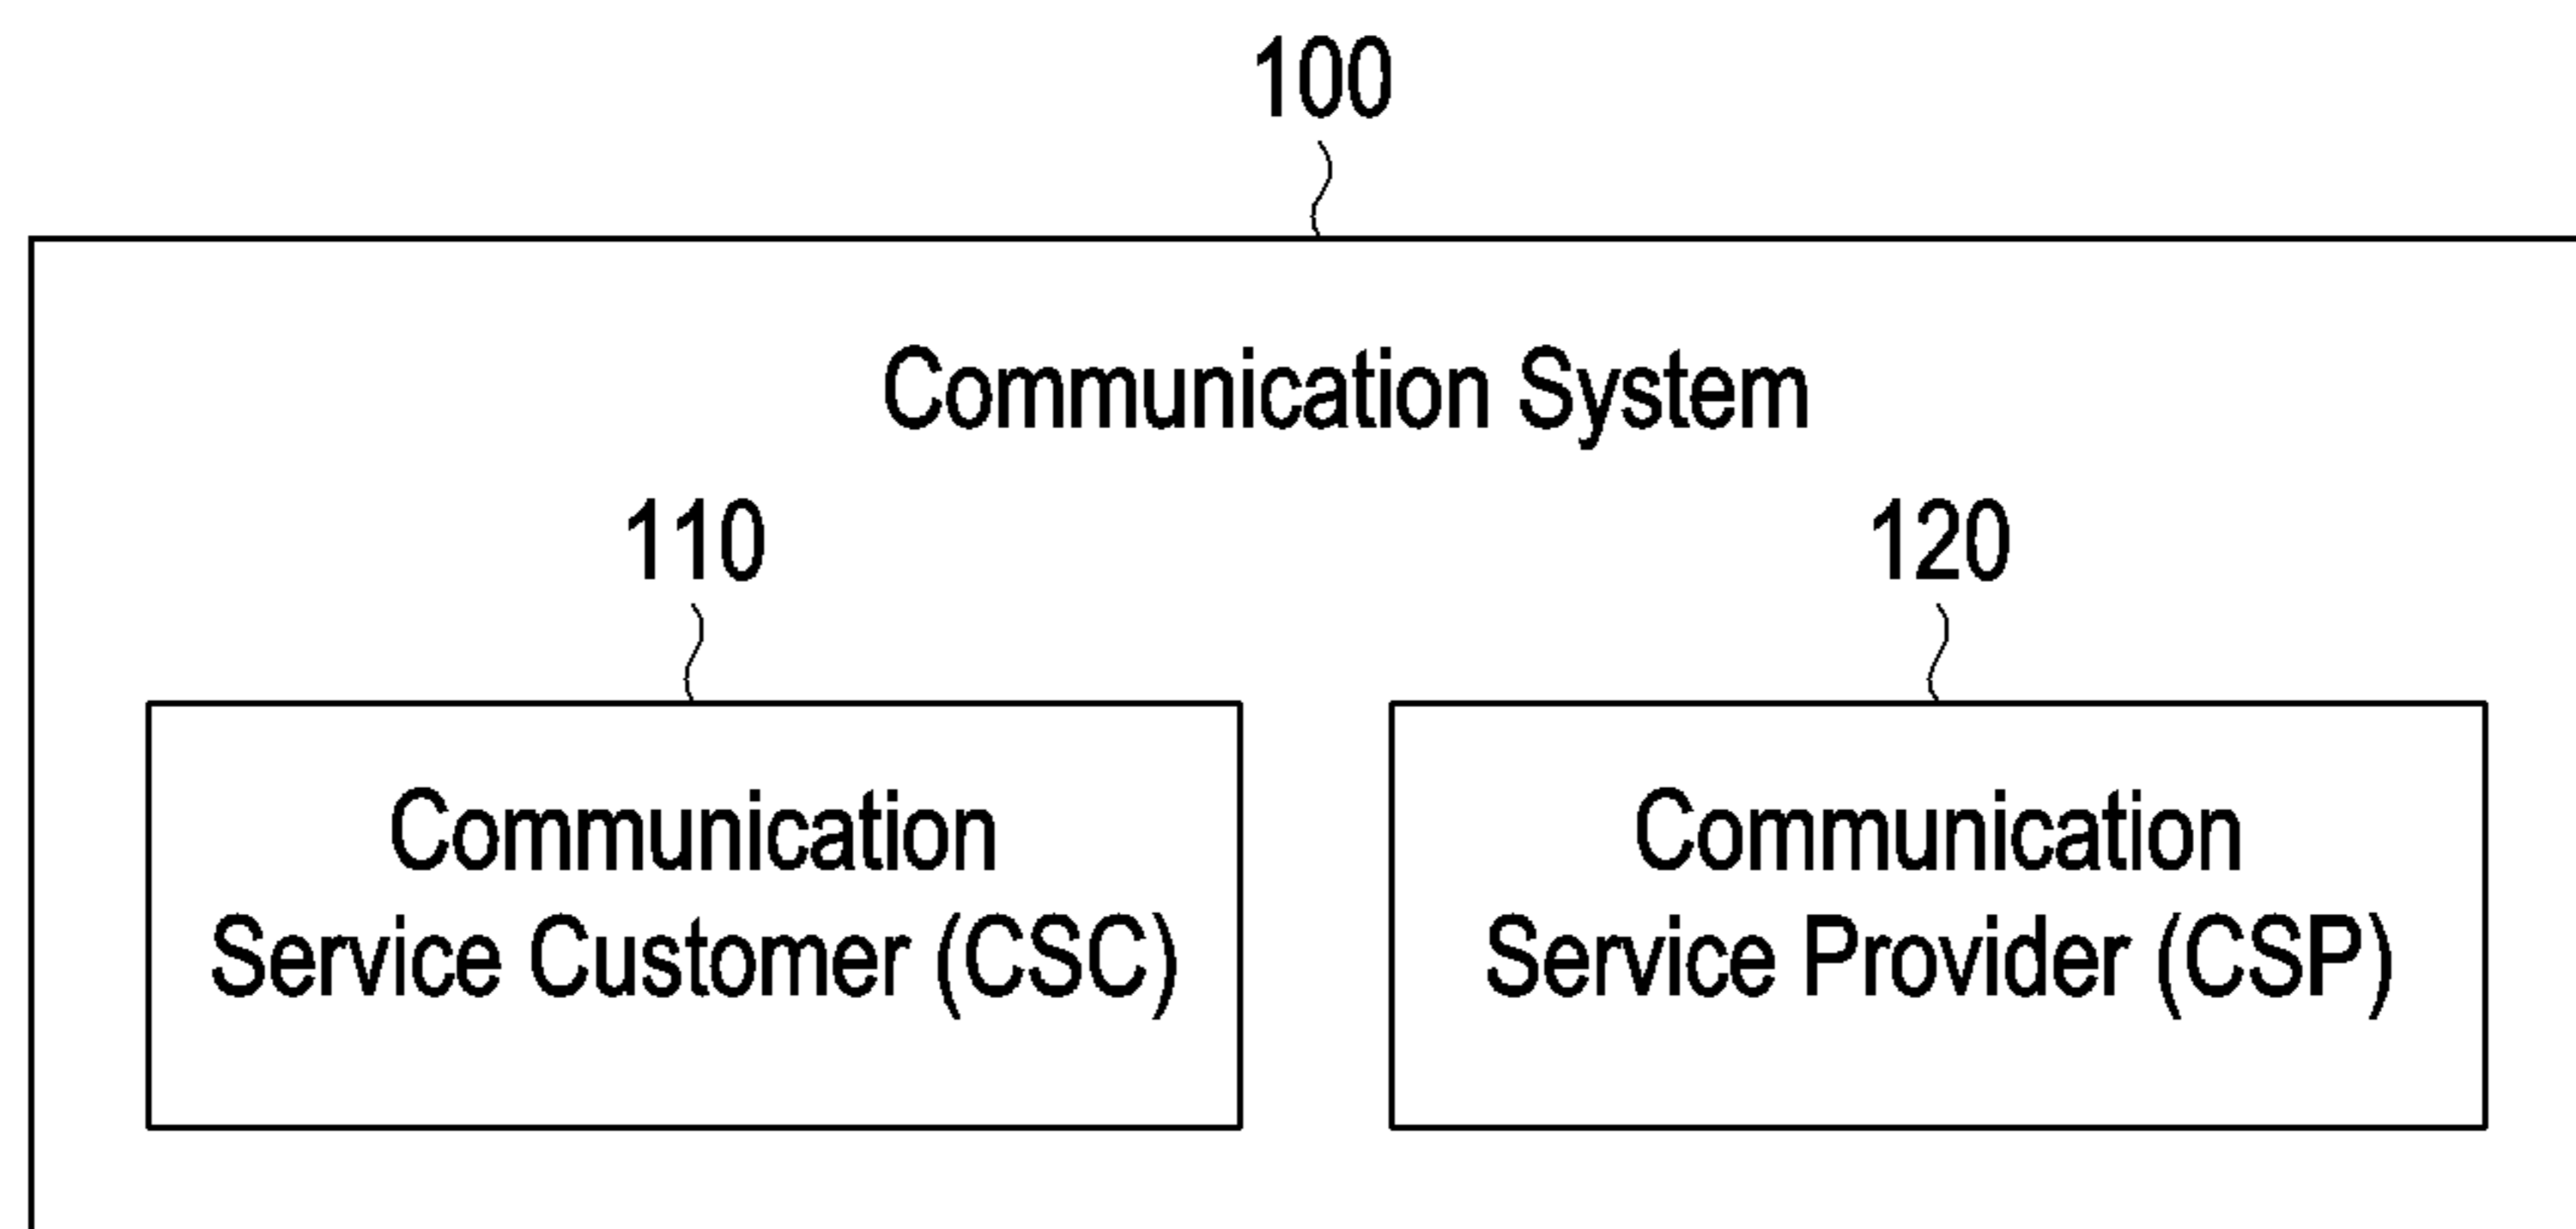 100
Communication System
110
120
Communication
Service Customer (CSC)
Communication
Service Provider (CSP)